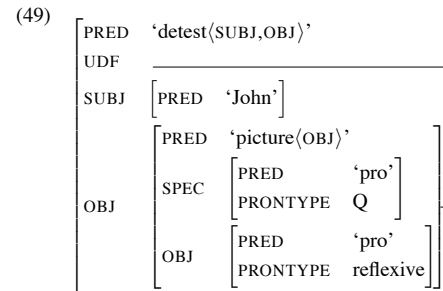 (49)
PRED ‘detest⟨SUBJ,OBJ⟩’
UDF
SUBJ [PRED ‘John’]
PRED ‘picture⟨OBJ⟩’
SPEC
PRED ‘pro’
PRONTYPE Q
OBJ
OBJ
PRED ‘pro’
PRONTYPE reflexive